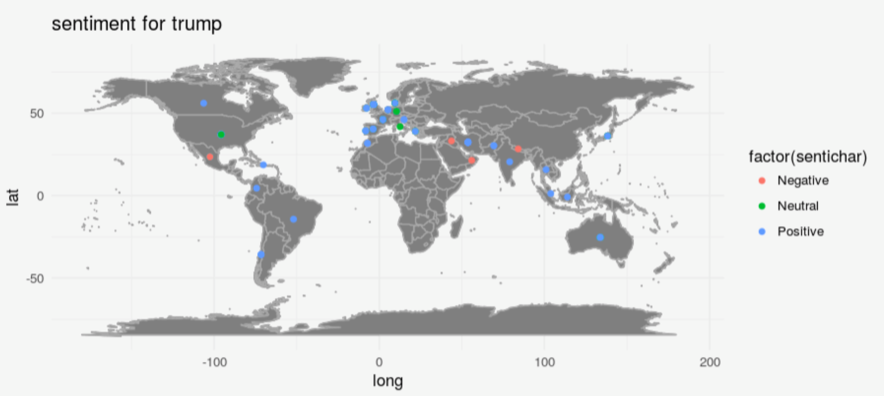 sentiment for trump
50
0
-50
lat
-100
0
100
200
long
factor(sentichar)
Negative
Neutral
Positive